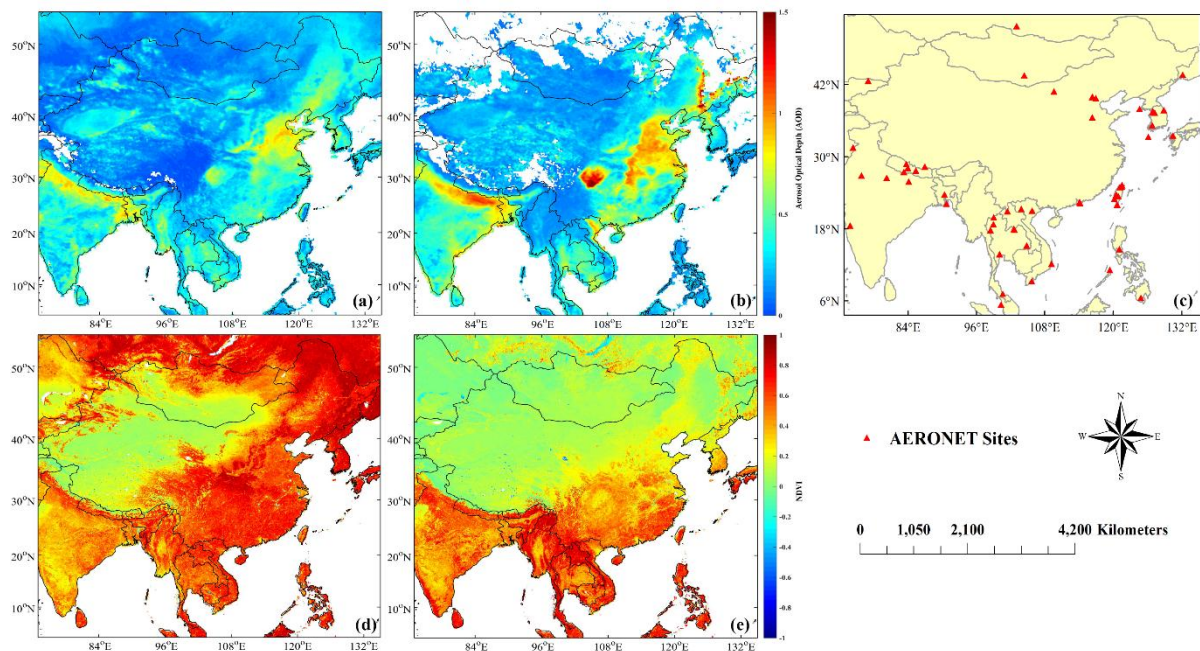 50°N
40°N
30°N
20°N
10°N
84°E
96°E
108°E
120°E
132°E
(a)
50°N
40°N
30°N
20°N
10°N
84°E
96°E
108°E
120°E
132°E
(b)
1.5
1
0.5
0
Aerosol Optical Depth (AOD)
42°E
30°E
18°E
6°E
84°E
96°E
108°E
120°E
132°E
(c)
50°N
40°N
30°N
20°N
10°N
84°E
96°E
108°E
120°E
132°E
(d)
50°N
40°N
30°N
20°N
10°N
84°E
96°E
108°E
120°E
132°E
(e)
1
0.8
0.6
0.4
0.2
0
-0.2
-0.4
-0.6
-0.8
-1
NDVI
AERONET Sites
N
W
E
S
0 1,050 2,100 4,200 Kilometers